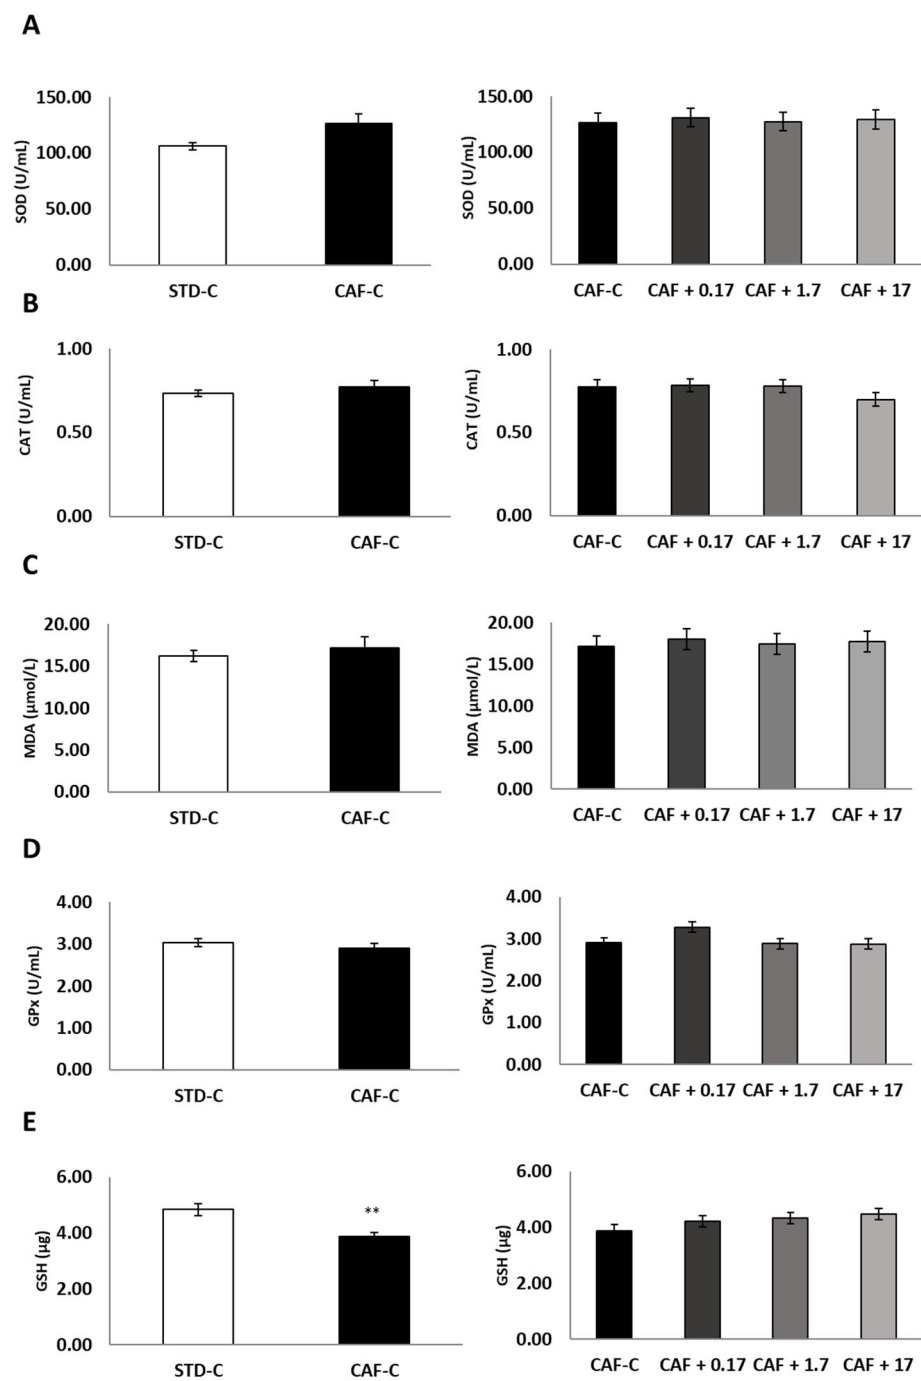 A
150.00
100.00
50.00
0.00
SOD (U/mL)
STD-C CAF-C
150.00
100.00
50.00
0.00
SOD (U/mL)
CAF-C CAF + 0.17 CAF + 1.7 CAF + 17
B
1.00
0.50
0.00
CAT (U/mL)
STD-C CAF-C
1.00
0.50
0.00
CAT (U/mL)
CAF-C CAF + 0.17 CAF + 1.7 CAF + 17
C
20.00
15.00
10.00
5.00
0.00
MDA (µmol/L)
STD-C CAF-C
20.00
15.00
10.00
5.00
0.00
MDA (µmol/L)
CAF-C CAF + 0.17 CAF + 1.7 CAF + 17
D
4.00
3.00
2.00
1.00
0.00
GPx (U/mL)
STD-C CAF-C
4.00
3.00
2.00
1.00
0.00
GPx (U/mL)
CAF-C CAF + 0.17 CAF + 1.7 CAF + 17
E
6.00
4.00
2.00
0.00
GSH (µg)
**
STD-C CAF-C
6.00
4.00
2.00
0.00
GSH (µg)
CAF-C CAF + 0.17 CAF + 1.7 CAF + 17